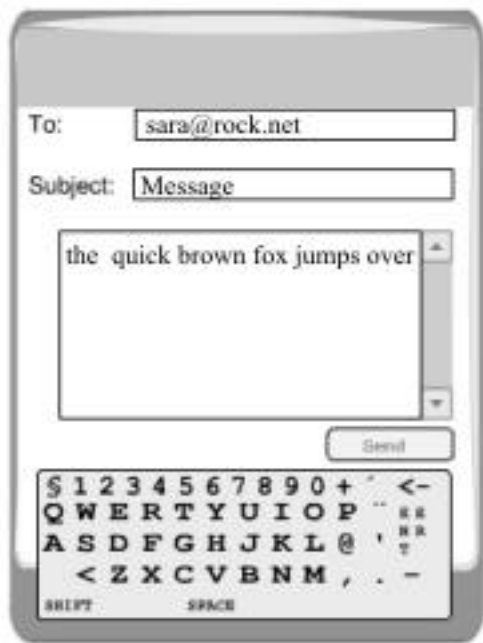 To: sara@rock.net
Subject: Message
the quick brown fox jumps over
Send
§ 1 2 3 4 5 6 7 8 9 0 + ´ <-
Q W E R T Y U I O P ¨
A S D F G H J K L @ '
< Z X C V B N M , . -
SHIFT SPACE